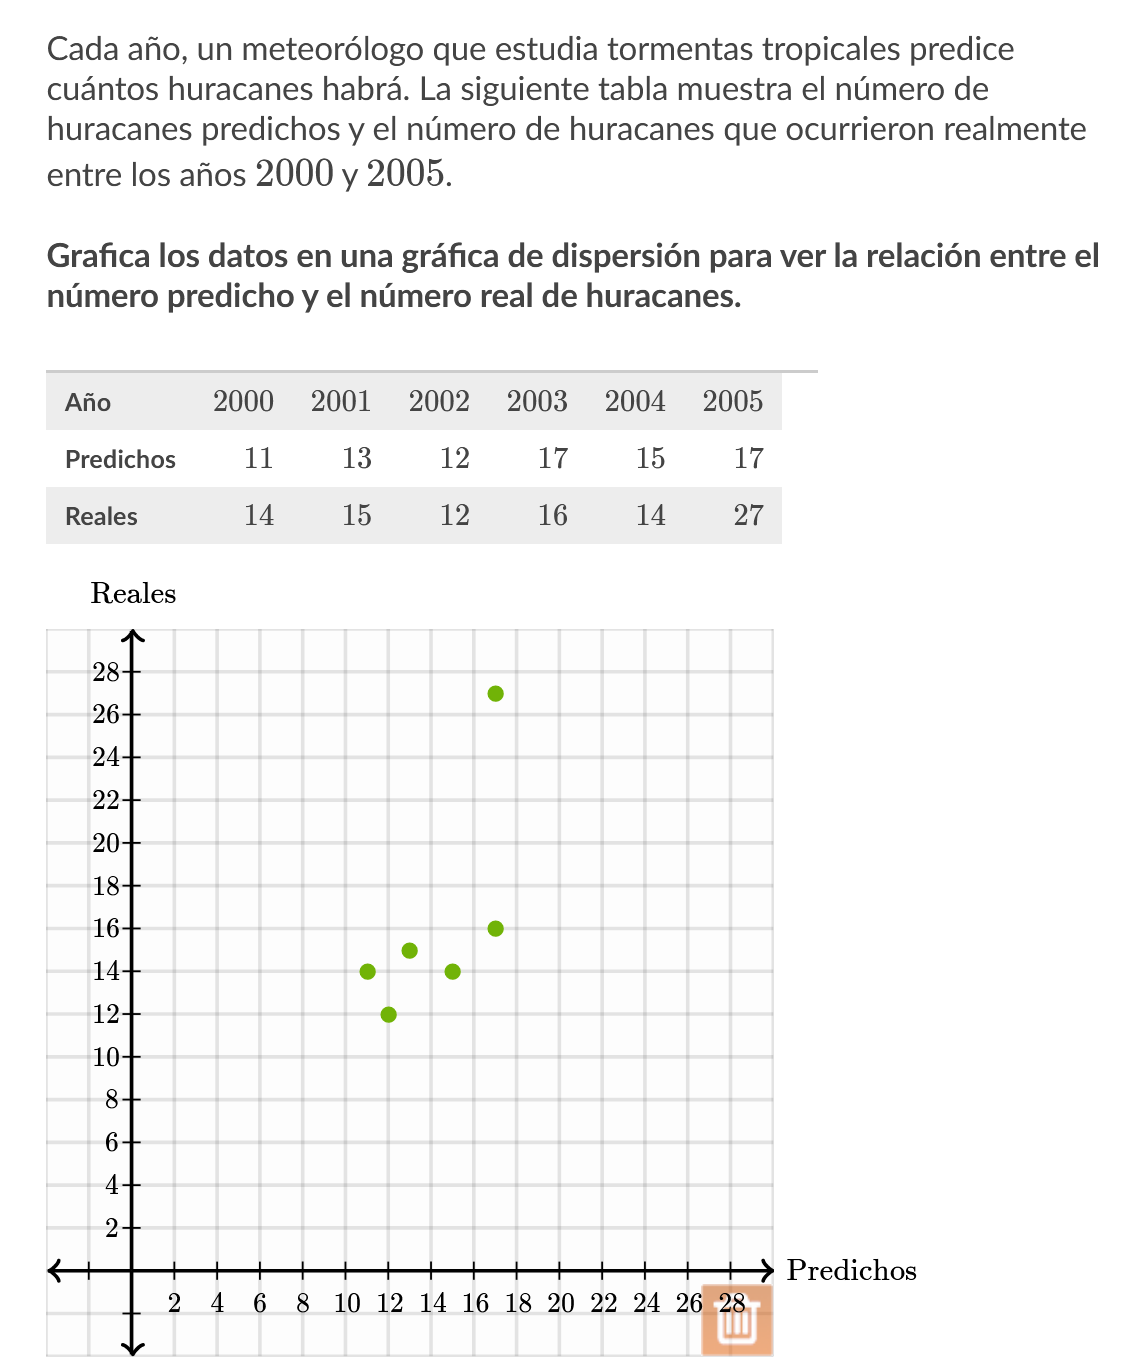 Cada año, un meteorólogo que estudia tormentas tropicales predice
cuántos huracanes habrá. La siguiente tabla muestra el número de
huracanes predichos y el número de huracanes que ocurrieron realmente
entre los años 2000 y 2005.
Grafica los datos en una gráfica de dispersión para ver la relación entre el
número predicho y el número real de huracanes.
Año 2000 2001 2002 2003 2004 2005
Predichos 11 13 12 17 15 17
Reales 14 15 12 16 14 27
Reales
28
26
24
22
20
18
16
14
12
10
8
6
4
2
Predichos
2 4 6 8 10 12 14 16 18 20 22 24 26 28